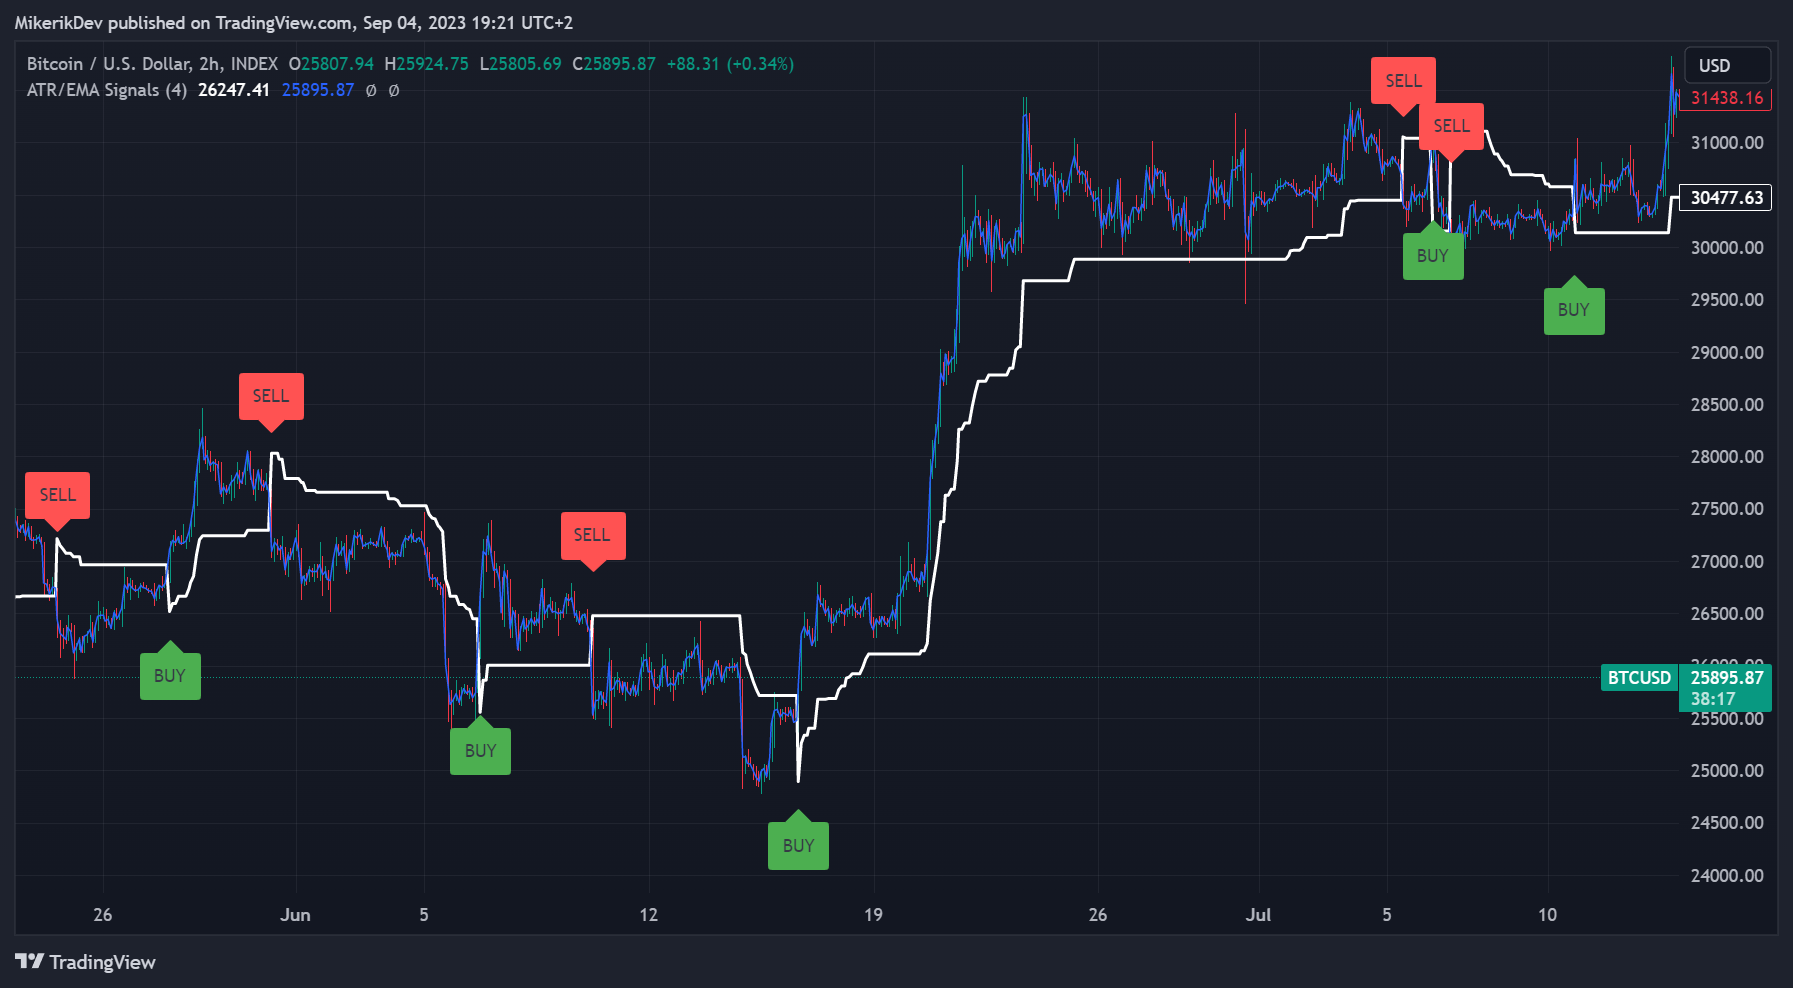 MikerikDev published on TradingView.com, Sep 04, 2023 19:21 UTC+2
Bitcoin / U.S. Dollar, 2h, INDEX O25807.94 H25924.75 L25805.69 C25895.87 +88.31 (+0.34%)
ATR/EMA Signals (4) 26247.41 25895.87 Ø Ø
USD
31438.16
31000.00
30477.63
30000.00
29500.00
29000.00
28500.00
28000.00
27500.00
27000.00
26500.00
26000.00
BTCUSD 25895.87
38:17
25500.00
25000.00
24500.00
24000.00
SELL
SELL
BUY
BUY
SELL
SELL
SELL
BUY
BUY
BUY
26 Jun 5 12 19 26 Jul 5 10
TradingView